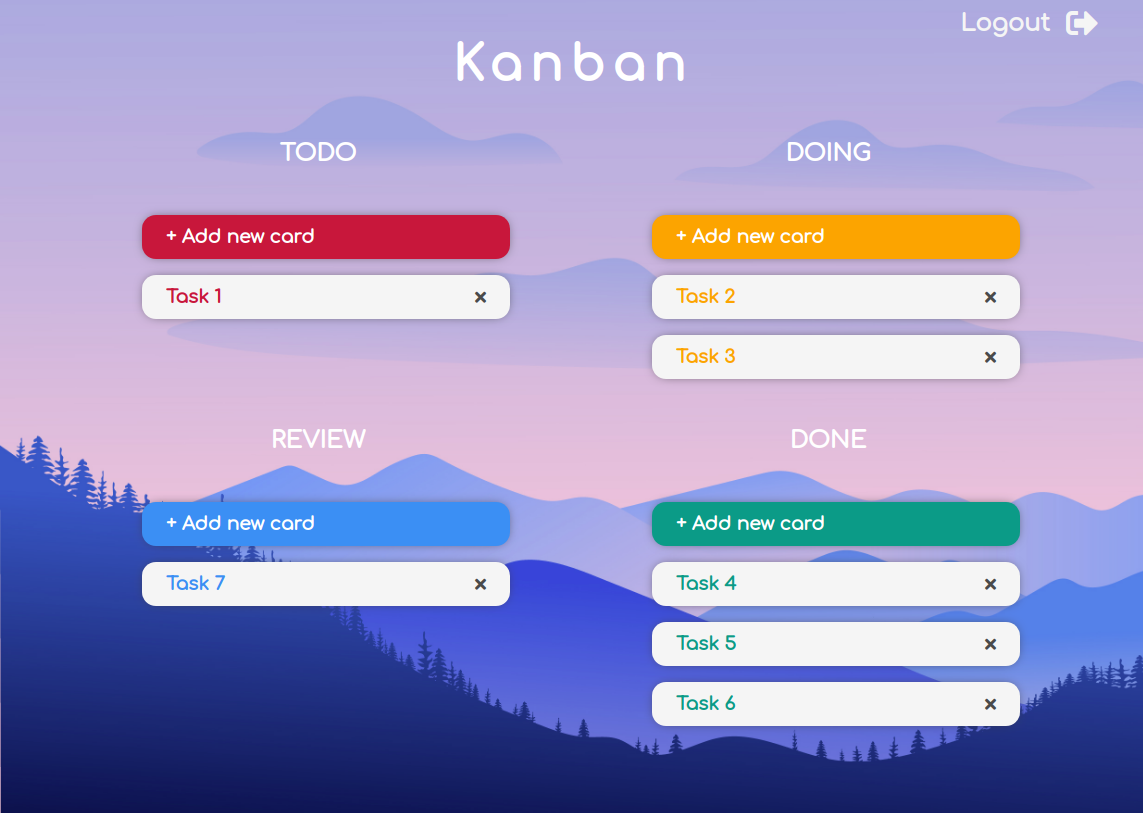 Logout
Kanban
TODO
+ Add new card
Task 1
DOING
+ Add new card
Task 2
Task 3
REVIEW
+ Add new card
Task 7
DONE
+ Add new card
Task 4
Task 5
Task 6